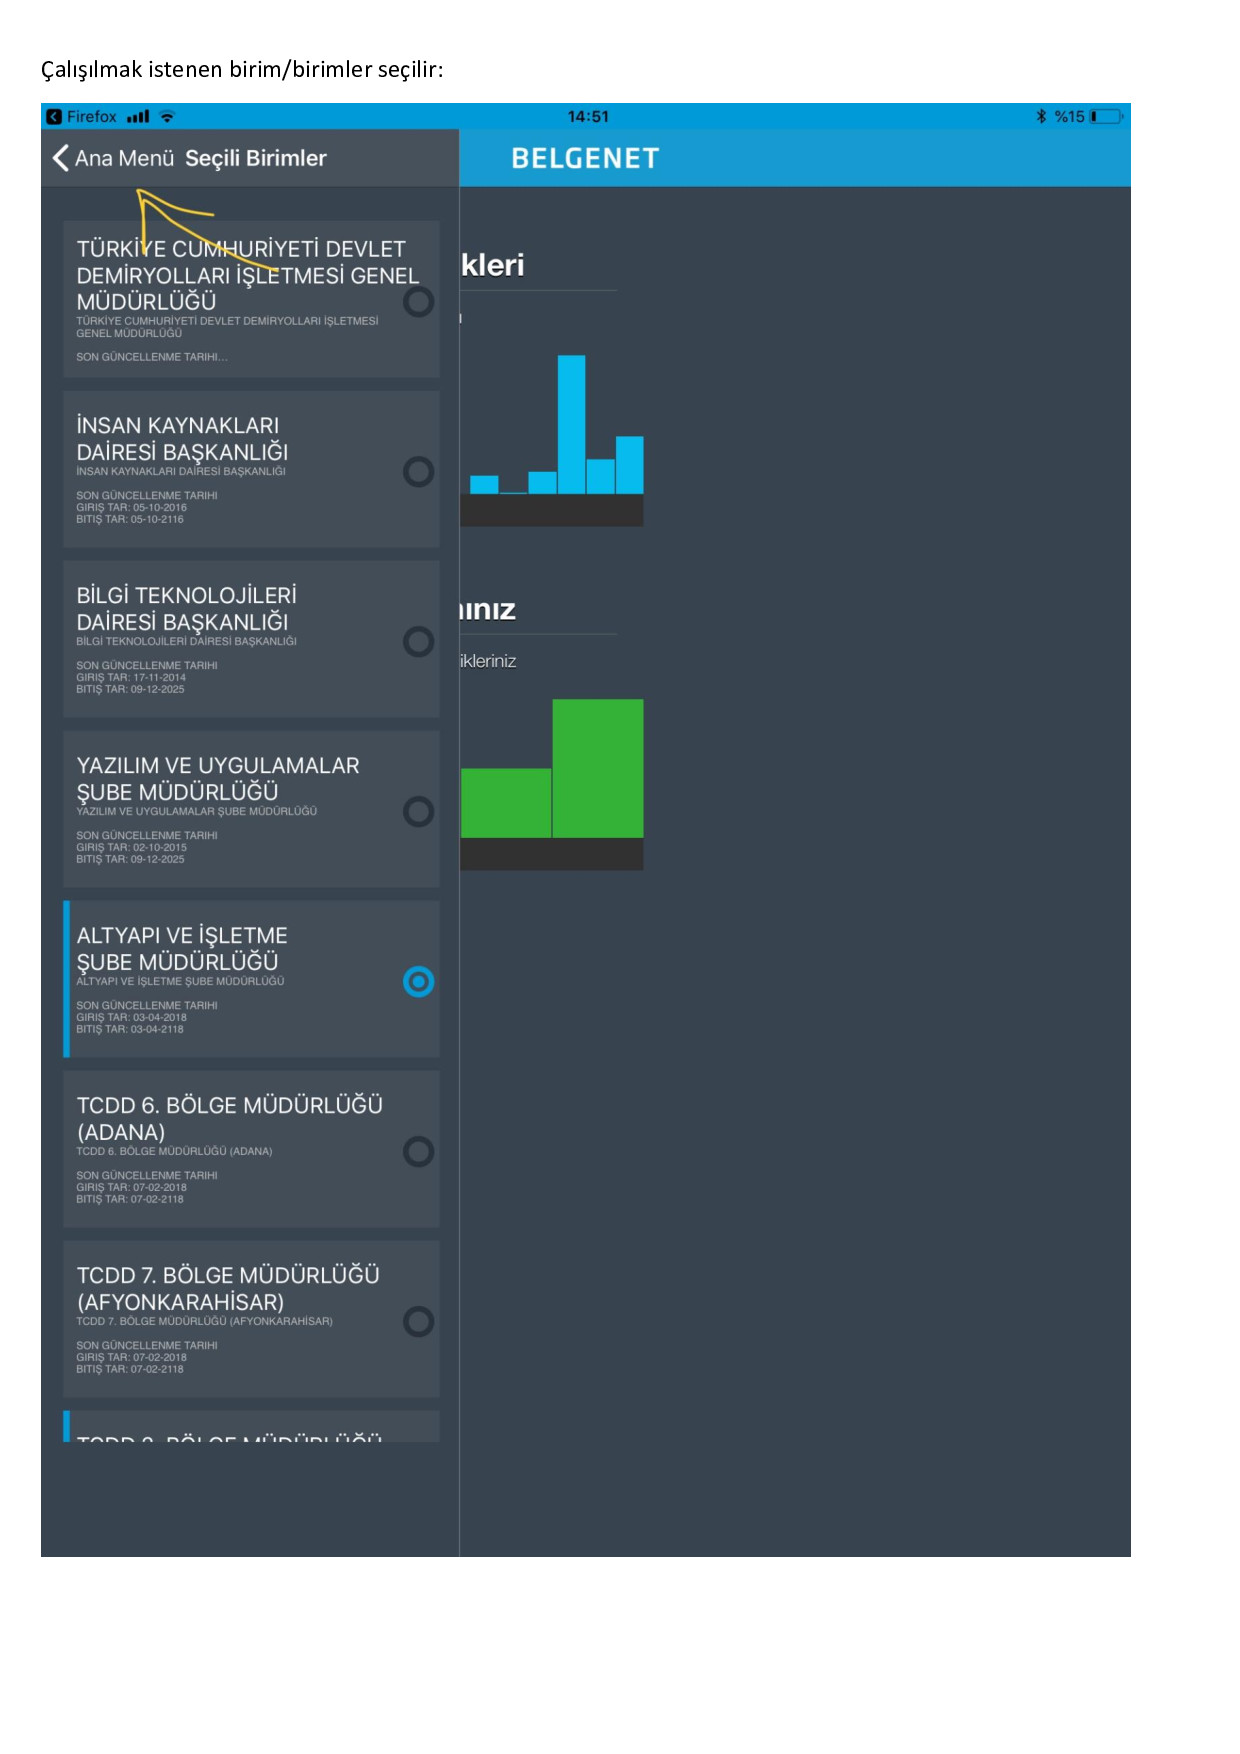 Çalışılmak istenen birim/birimler seçilir:
Firefox
14:51
%15
Ana Menü Seçili Birimler
BELGENET
TÜRKİYE CUMHURİYETİ DEVLET
DEMİRYOLLARI İŞLETMESİ GENEL
MÜDÜRLÜĞÜ
TÜRKİYE CUMHURİYETİ DEVLET DEMİRYOLLARI İŞLETMESİ
GENEL MÜDÜRLÜĞÜ
SON GÜNCELLENME TARIHI...
kleri
İNSAN KAYNAKLARI
DAİRESİ BAŞKANLIĞI
İNSAN KAYNAKLARI DAİRESİ BAŞKANLIĞI
SON GÜNCELLENME TARIHI
GIRIŞ TAR: 05-10-2016
BITIŞ TAR: 05-10-2116
BİLGİ TEKNOLOJİLERİ
DAİRESİ BAŞKANLIĞI
BİLGİ TEKNOLOJİLERİ DAİRESİ BAŞKANLIĞI
SON GÜNCELLENME TARIHI
GIRIŞ TAR: 17-11-2014
BITIŞ TAR: 09-12-2025
ınız
ikleriniz
YAZILIM VE UYGULAMALAR
ŞUBE MÜDÜRLÜĞÜ
YAZILIM VE UYGULAMALAR ŞUBE MÜDÜRLÜĞÜ
SON GÜNCELLENME TARIHI
GIRIŞ TAR: 02-10-2015
BITIŞ TAR: 09-12-2025
ALTYAPI VE İŞLETME
ŞUBE MÜDÜRLÜĞÜ
ALTYAPI VE İŞLETME ŞUBE MÜDÜRLÜĞÜ
SON GÜNCELLENME TARIHI
GIRIŞ TAR: 03-04-2018
BITIŞ TAR: 03-04-2118
TCDD 6. BÖLGE MÜDÜRLÜĞÜ
(ADANA)
TCDD 6. BÖLGE MÜDÜRLÜĞÜ (ADANA)
SON GÜNCELLENME TARIHI
GIRIŞ TAR: 07-02-2018
BITIŞ TAR: 07-02-2118
TCDD 7. BÖLGE MÜDÜRLÜĞÜ
(AFYONKARAHİSAR)
TCDD 7. BÖLGE MÜDÜRLÜĞÜ (AFYONKARAHİSAR)
SON GÜNCELLENME TARIHI
GIRIŞ TAR: 07-02-2018
BITIŞ TAR: 07-02-2118
TCDD BÖLGE MÜDÜRLÜĞÜ